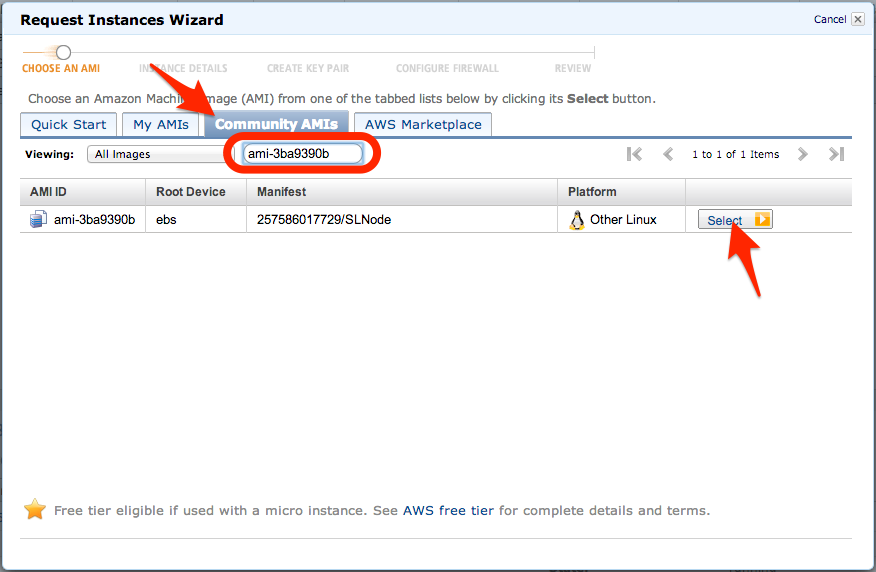 Request Instances Wizard
Cancel
CHOOSE AN AMI INSTANCE DETAILS CREATE KEY PAIR CONFIGURE FIREWALL REVIEW
Choose an Amazon Machine Image (AMI) from one of the tabbed lists below by clicking its Select button.
Quick Start My AMIs Community AMIs AWS Marketplace
Viewing: All Images ami-3ba9390b 1 to 1 of 1 Items
AMI ID Root Device Manifest Platform
ami-3ba9390b ebs 257586017729/SLNode Other Linux Select
Free tier eligible if used with a micro instance. See AWS free tier for complete details and terms.